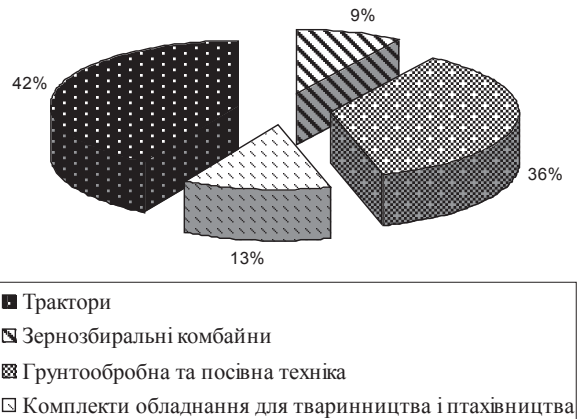 9%
42%
36%
13%
Трактори
Зернозбиральні комбайни
Грунтообробна та посівна техніка
Комплекти обладнання для тваринництва і птахівництва